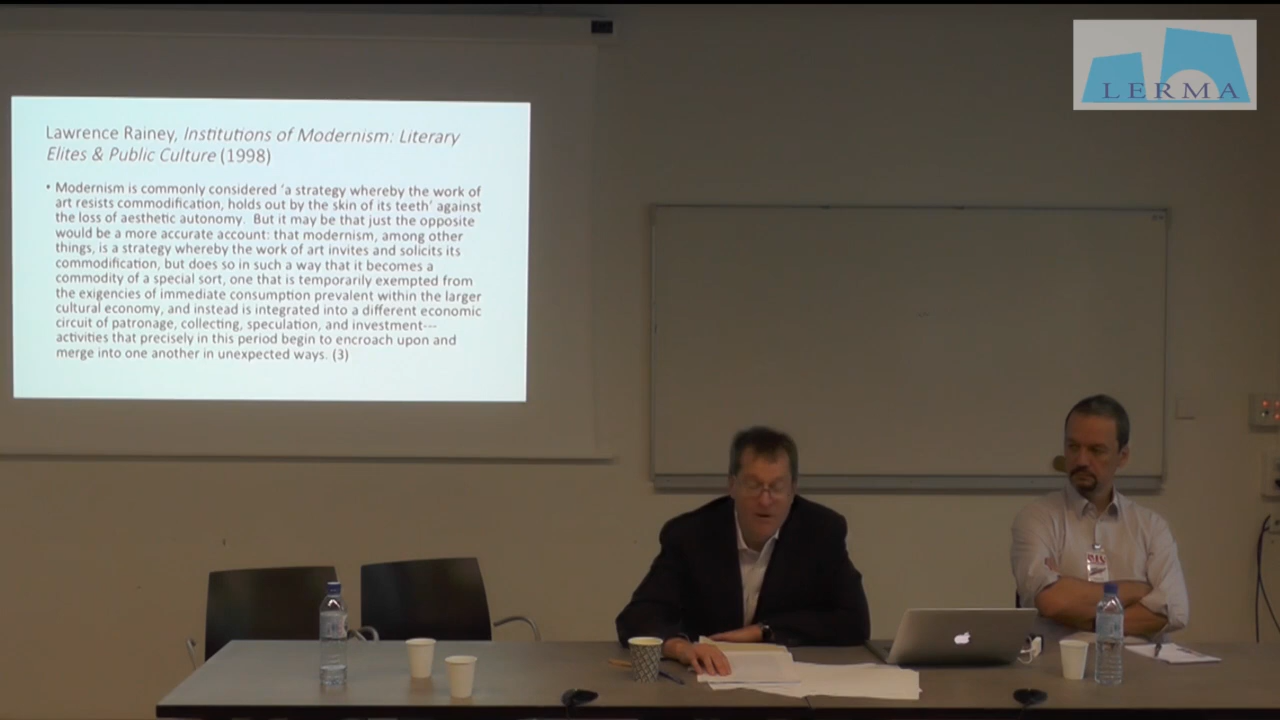 Lawrence Rainey, Institutions of Modernism: Literary
Elites & Public Culture (1998)
• Modernism is commonly considered ‘a strategy whereby the work of
art resists commodification, holds out by the skin of its teeth’ against
the loss of aesthetic autonomy. But it may be that just the opposite
would be a more accurate account: that modernism, among other
things, is a strategy whereby the work of art invites and solicits its
commodification, but does so in such a way that it becomes a
commodity of a special sort, one that is temporarily exempted from
the exigencies of immediate consumption prevalent within the larger
cultural economy, and instead is integrated into a different economic
circuit of patronage, collecting, speculation, and investment---
activities that precisely in this period begin to encroach upon and
merge into one another in unexpected ways. (3)
LERMA